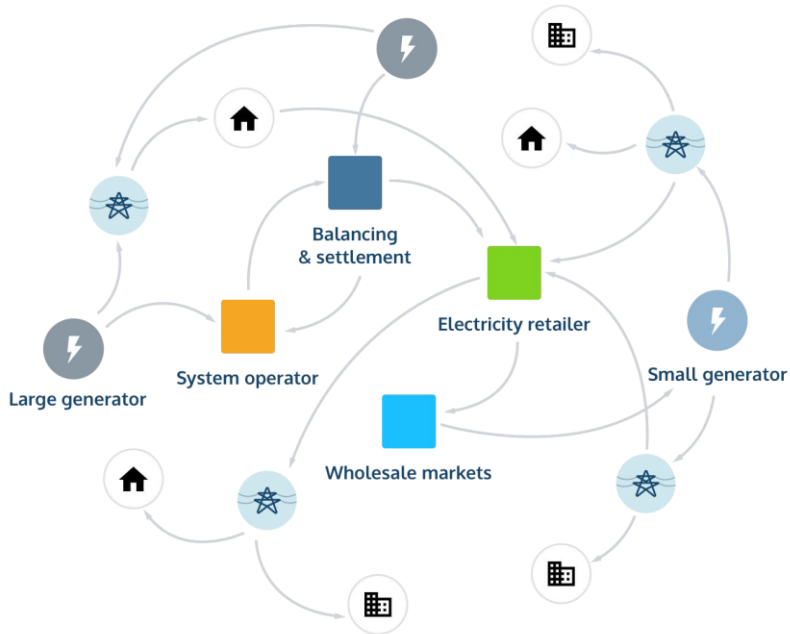 Balancing
& settlement
Electricity retailer
System operator
Small generator
Large generator
Wholesale markets